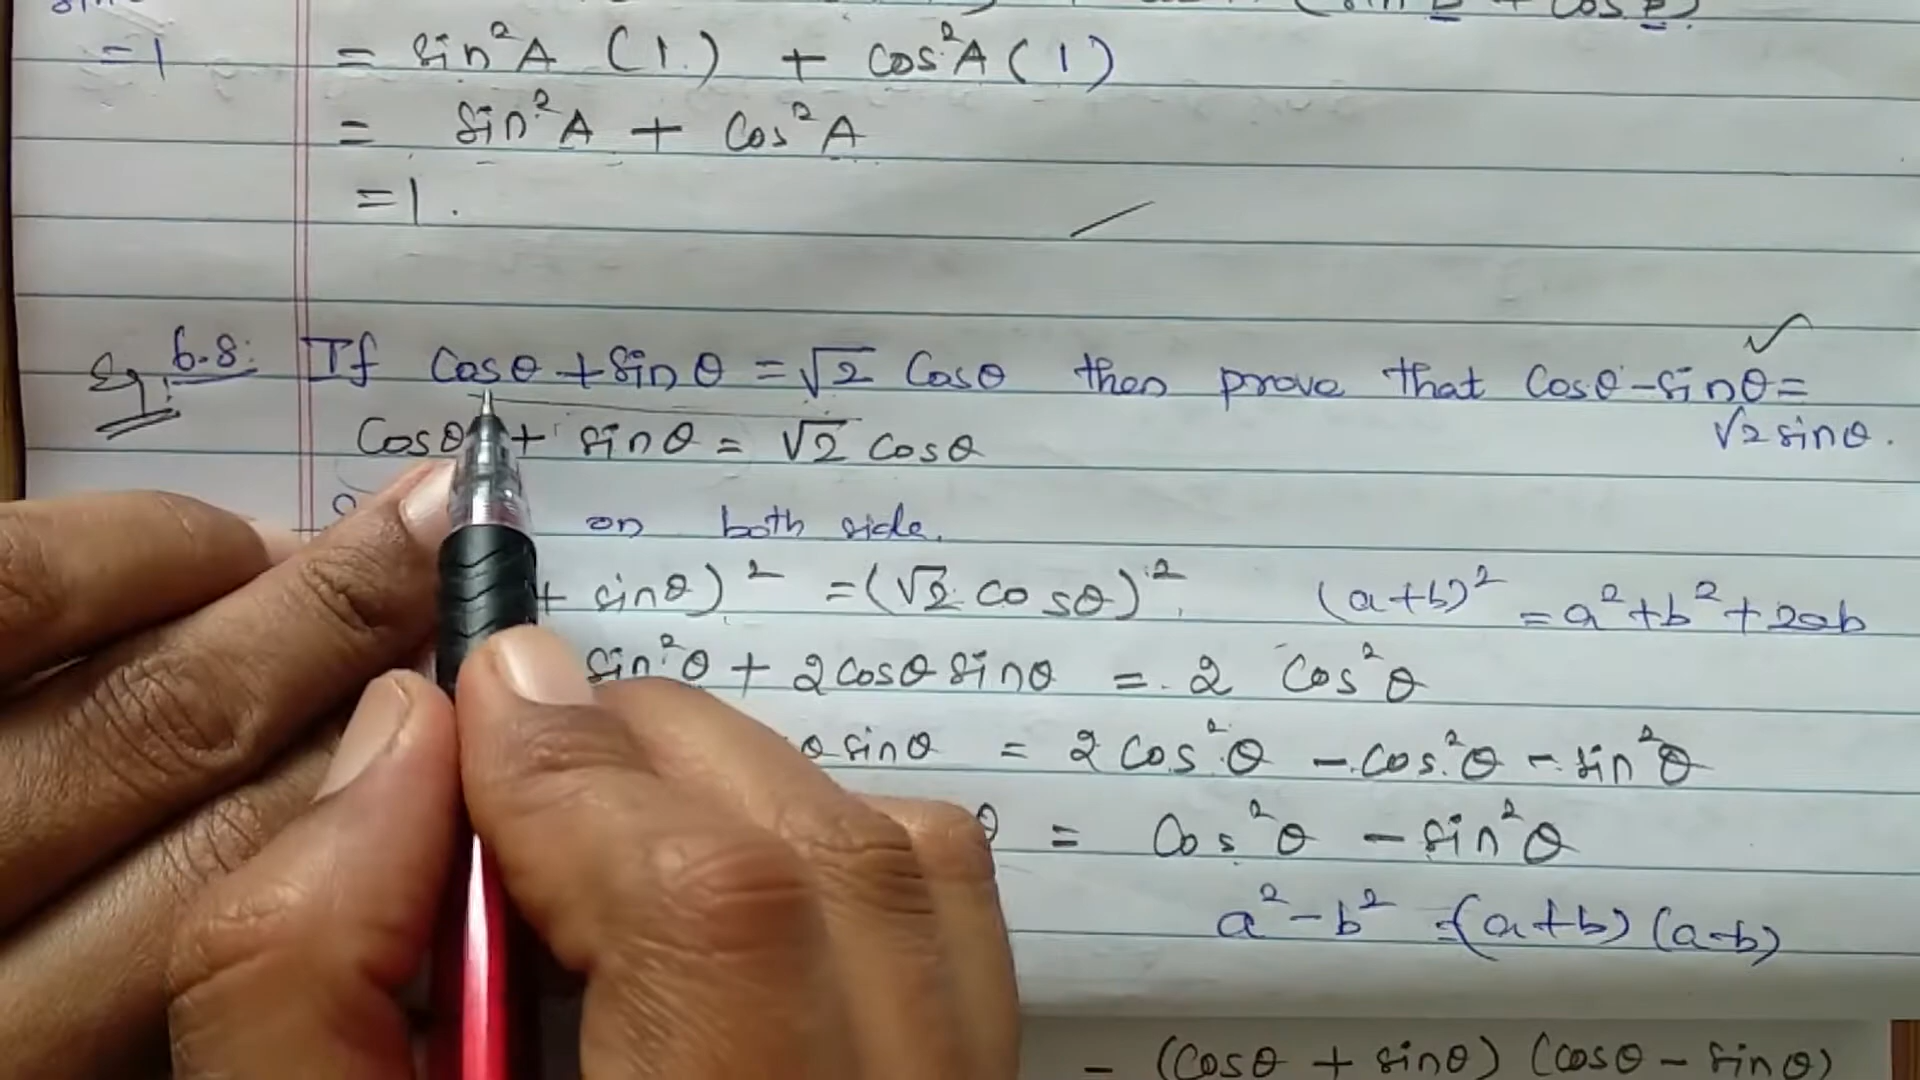 = 1 = sin²A (1) + cos²A (1)
= sin²A + cos²A
= 1.
Eg: 6.8: If cosθ + sinθ = √2 cosθ then prove that cosθ - sinθ =
√2 sinθ.
cosθ + sinθ = √2 cosθ
on both side.
+ sinθ)² = (√2 cosθ)² (a+b)² = a² + b² + 2ab
sin²θ + 2cosθ sinθ = 2 cos²θ
θ sinθ = 2cos²θ - cos²θ - sin²θ
θ = cos²θ - sin²θ
a² - b² = (a+b) (a-b)
(cosθ + sinθ) (cosθ - sinθ)